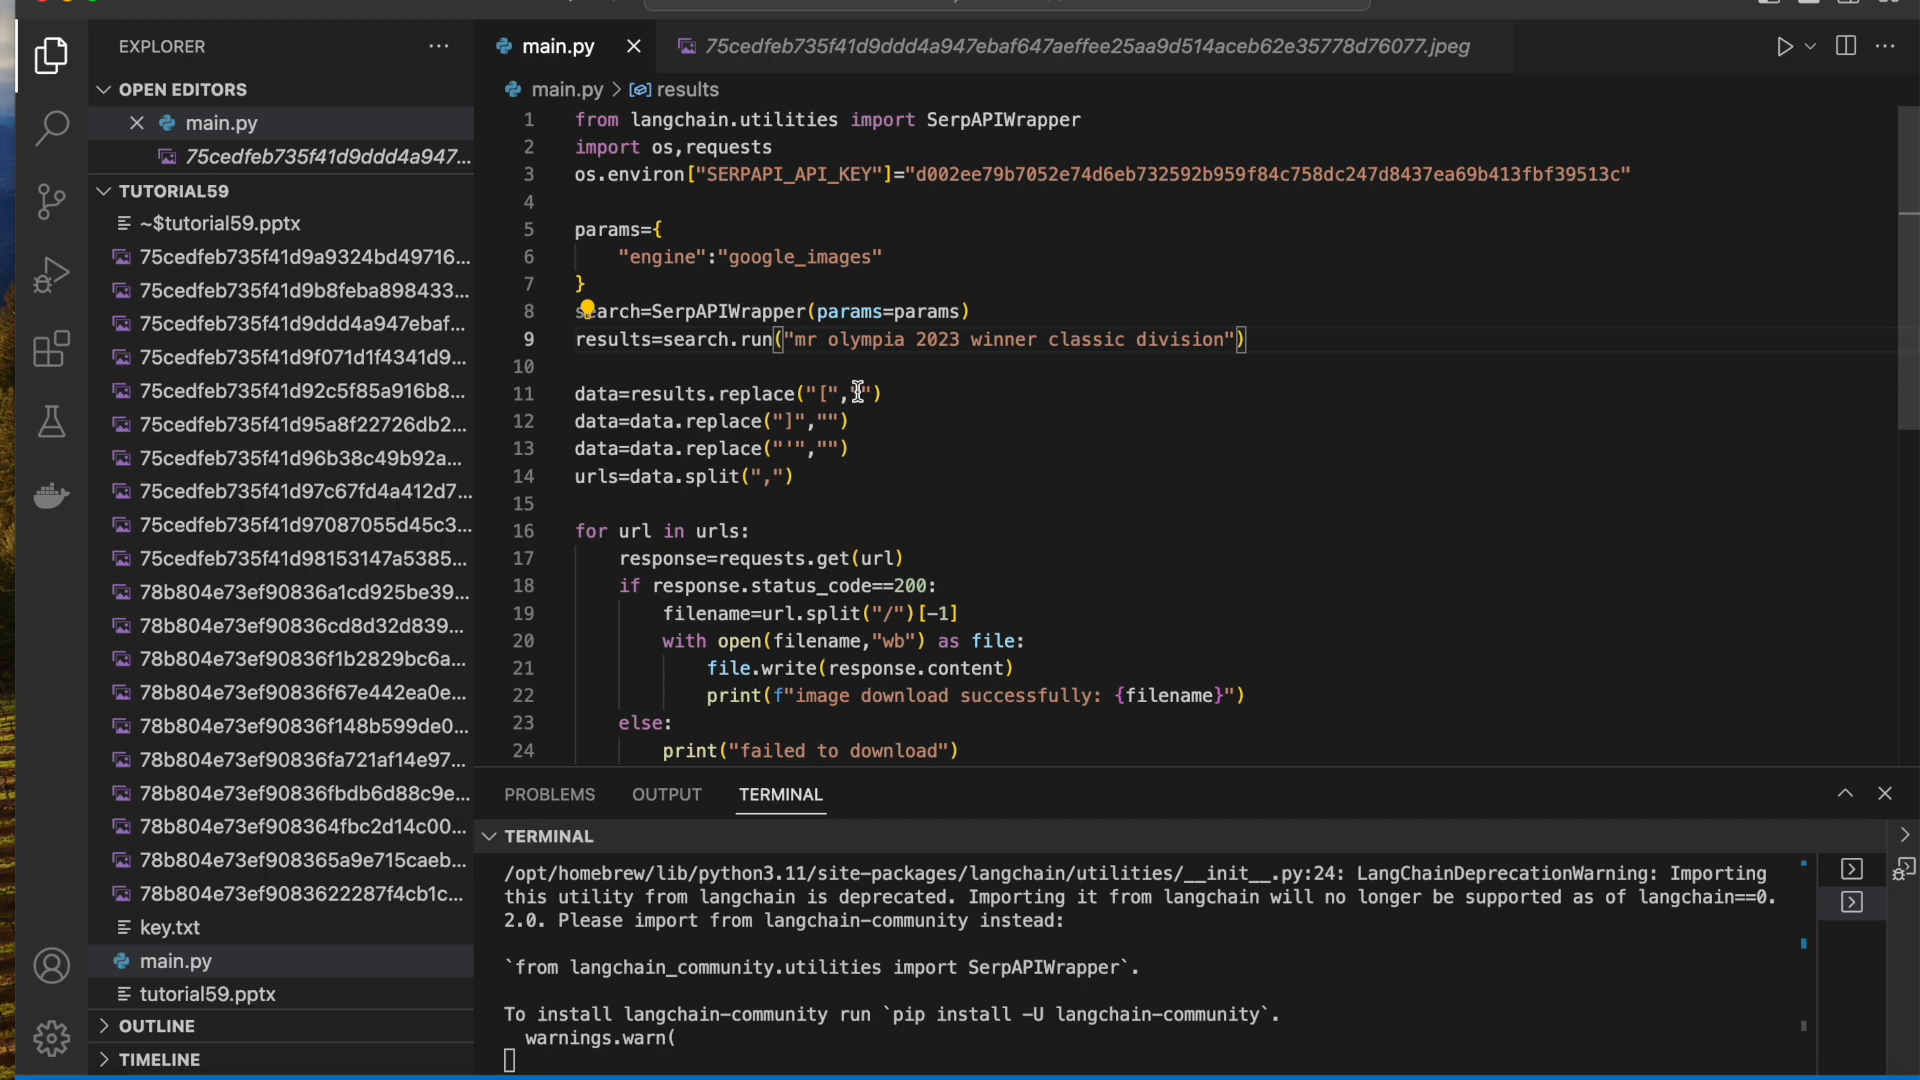 EXPLORER
OPEN EDITORS
main.py
75cedfeb735f41d9ddd4a947...
TUTORIAL59
~$tutorial59.pptx
75cedfeb735f41d9a9324bd49716...
75cedfeb735f41d9b8feba898433...
75cedfeb735f41d9ddd4a947ebaf...
75cedfeb735f41d9f071d1f4341d9...
75cedfeb735f41d92c5f85a916b8...
75cedfeb735f41d95a8f22726db2...
75cedfeb735f41d96b38c49b92a...
75cedfeb735f41d97c67fd4a412d7...
75cedfeb735f41d97087055d45c3...
75cedfeb735f41d98153147a5385...
78b804e73ef90836a1cd925be39...
78b804e73ef90836cd8d32d839...
78b804e73ef90836f1b2829bc6a...
78b804e73ef90836f67e442ea0e...
78b804e73ef90836f148b599de0...
78b804e73ef90836fa721af14e97...
78b804e73ef90836fbdb6d88c9e...
78b804e73ef908364fbc2d14c00...
78b804e73ef908365a9e715caeb...
78b804e73ef9083622287f4cb1c...
key.txt
main.py
tutorial59.pptx
OUTLINE
TIMELINE
main.py 75cedfeb735f41d9ddd4a947ebaf647aeffee25aa9d514aceb62e35778d76077.jpeg
main.py > results
1 from langchain.utilities import SerpAPIWrapper
2 import os,requests
3 os.environ["SERPAPI_API_KEY"]="d002ee79b7052e74d6eb732592b959f84c758dc247d8437ea69b413fbf39513c"
4
5 params={
6 "engine":"google_images"
7 }
8 search=SerpAPIWrapper(params=params)
9 results=search.run("mr olympia 2023 winner classic division")
10
11 data=results.replace("[","")
12 data=data.replace("]","")
13 data=data.replace("'","")
14 urls=data.split(",")
15
16 for url in urls:
17 response=requests.get(url)
18 if response.status_code==200:
19 filename=url.split("/")[-1]
20 with open(filename,"wb") as file:
21 file.write(response.content)
22 print(f"image download successfully: {filename}")
23 else:
24 print("failed to download")
PROBLEMS OUTPUT TERMINAL
TERMINAL
/opt/homebrew/lib/python3.11/site-packages/langchain/utilities/__init__.py:24: LangChainDeprecationWarning: Importing
this utility from langchain is deprecated. Importing it from langchain will no longer be supported as of langchain==0.
2.0. Please import from langchain-community instead:
`from langchain_community.utilities import SerpAPIWrapper`.
To install langchain-community run `pip install -U langchain-community`.
warnings.warn(